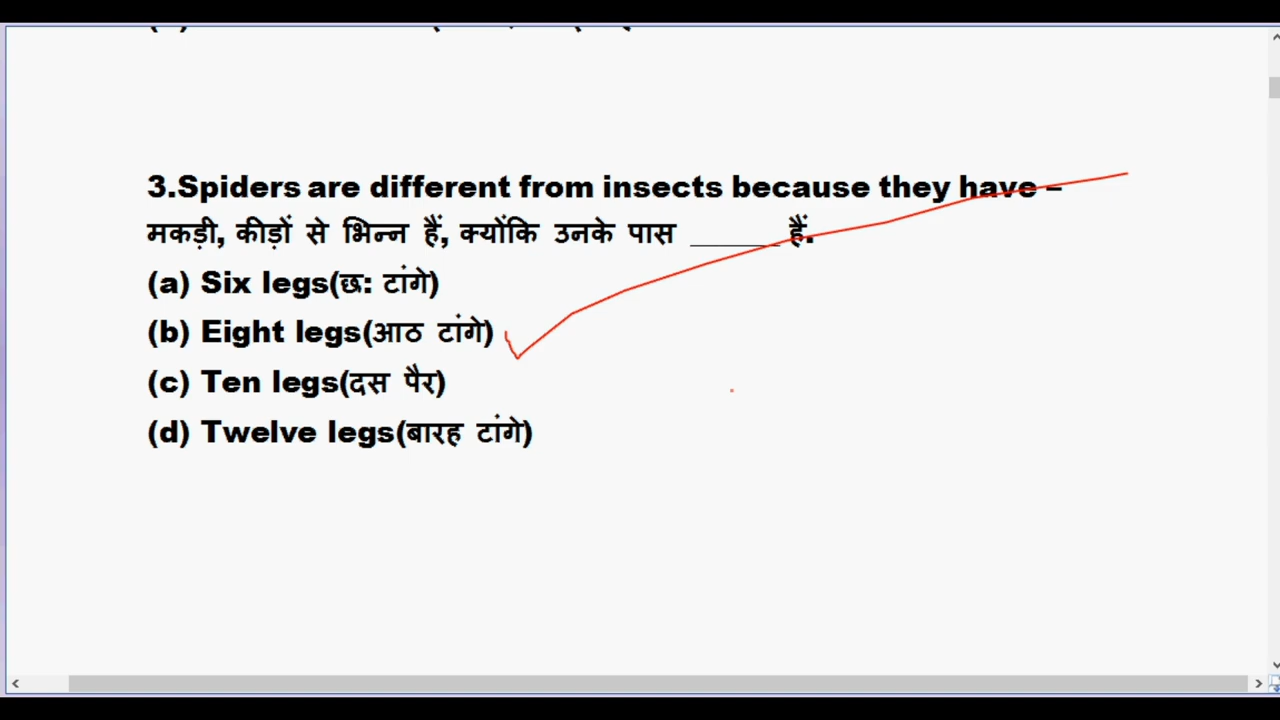 3.Spiders are different from insects because they have –
मकड़ी, कीड़ों से भिन्न हैं, क्योंकि उनके पास ______ हैं.
(a) Six legs(छ: टांगे)
(b) Eight legs(आठ टांगे)
(c) Ten legs(दस पैर)
(d) Twelve legs(बारह टांगे)